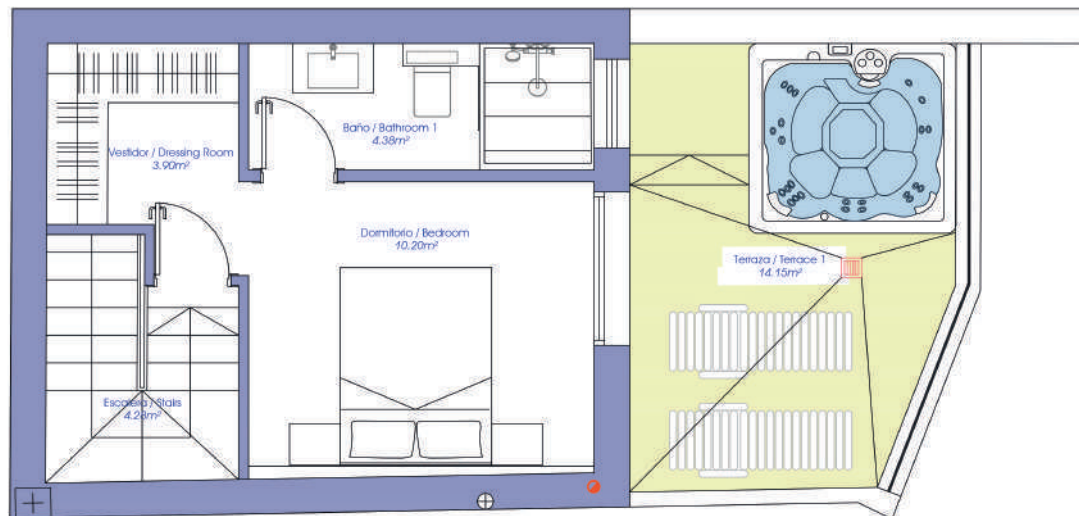 Baño / Bathroom 1
4.38m²
Vestidor / Dressing Room
3.90m²
Dormitorio / Bedroom
10.20m²
Terraza / Terrace 1
14.15m²
Escalera / Stairs